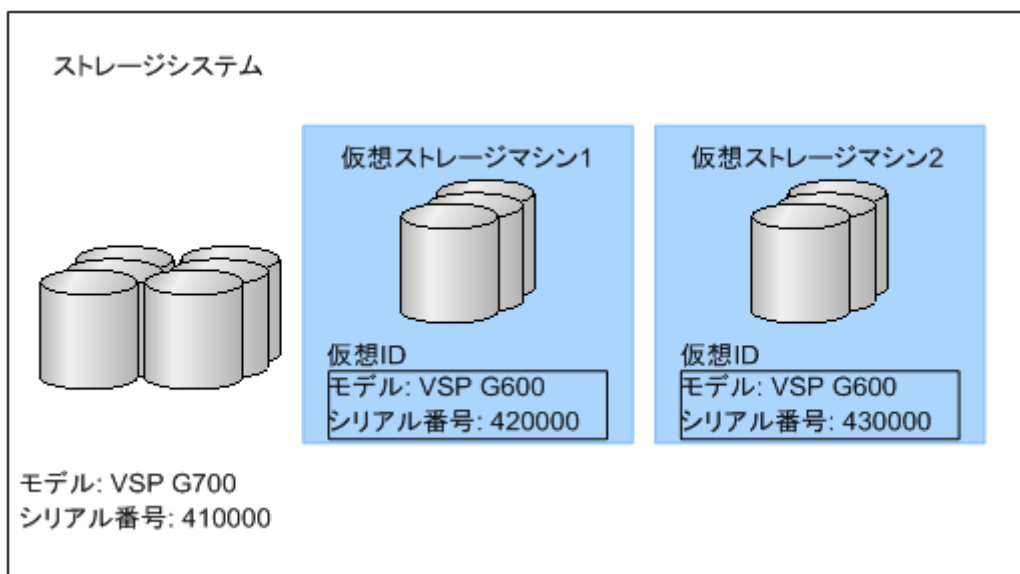 ストレージシステム
仮想ストレージマシン1
仮想ID
モデル: VSP G600
シリアル番号: 420000
仮想ストレージマシン2
仮想ID
モデル: VSP G600
シリアル番号: 430000
モデル: VSP G700
シリアル番号: 410000